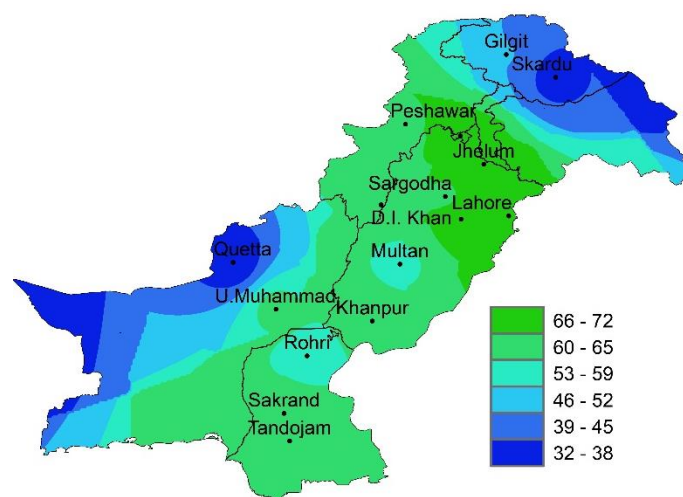 Gilgit
Skardu
Peshawar
Jhelum
Sargodha
Lahore
D.I. Khan
Quetta
Multan
U.Muhammad
Khanpur
Rohri
Sakrand
Tandojam
66 - 72
60 - 65
53 - 59
46 - 52
39 - 45
32 - 38